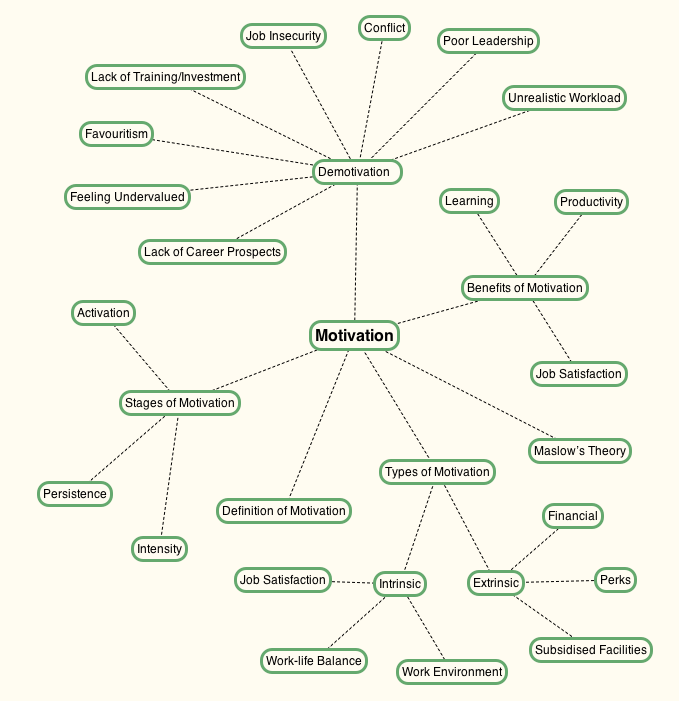 Conflict
Job Insecurity
Poor Leadership
Lack of Training/Investment
Unrealistic Workload
Favouritism
Demotivation
Feeling Undervalued
Learning
Productivity
Lack of Career Prospects
Benefits of Motivation
Activation
Motivation
Job Satisfaction
Stages of Motivation
Maslow's Theory
Types of Motivation
Persistence
Definition of Motivation
Financial
Intensity
Job Satisfaction
Intrinsic
Extrinsic
Perks
Subsidised Facilities
Work-life Balance
Work Environment